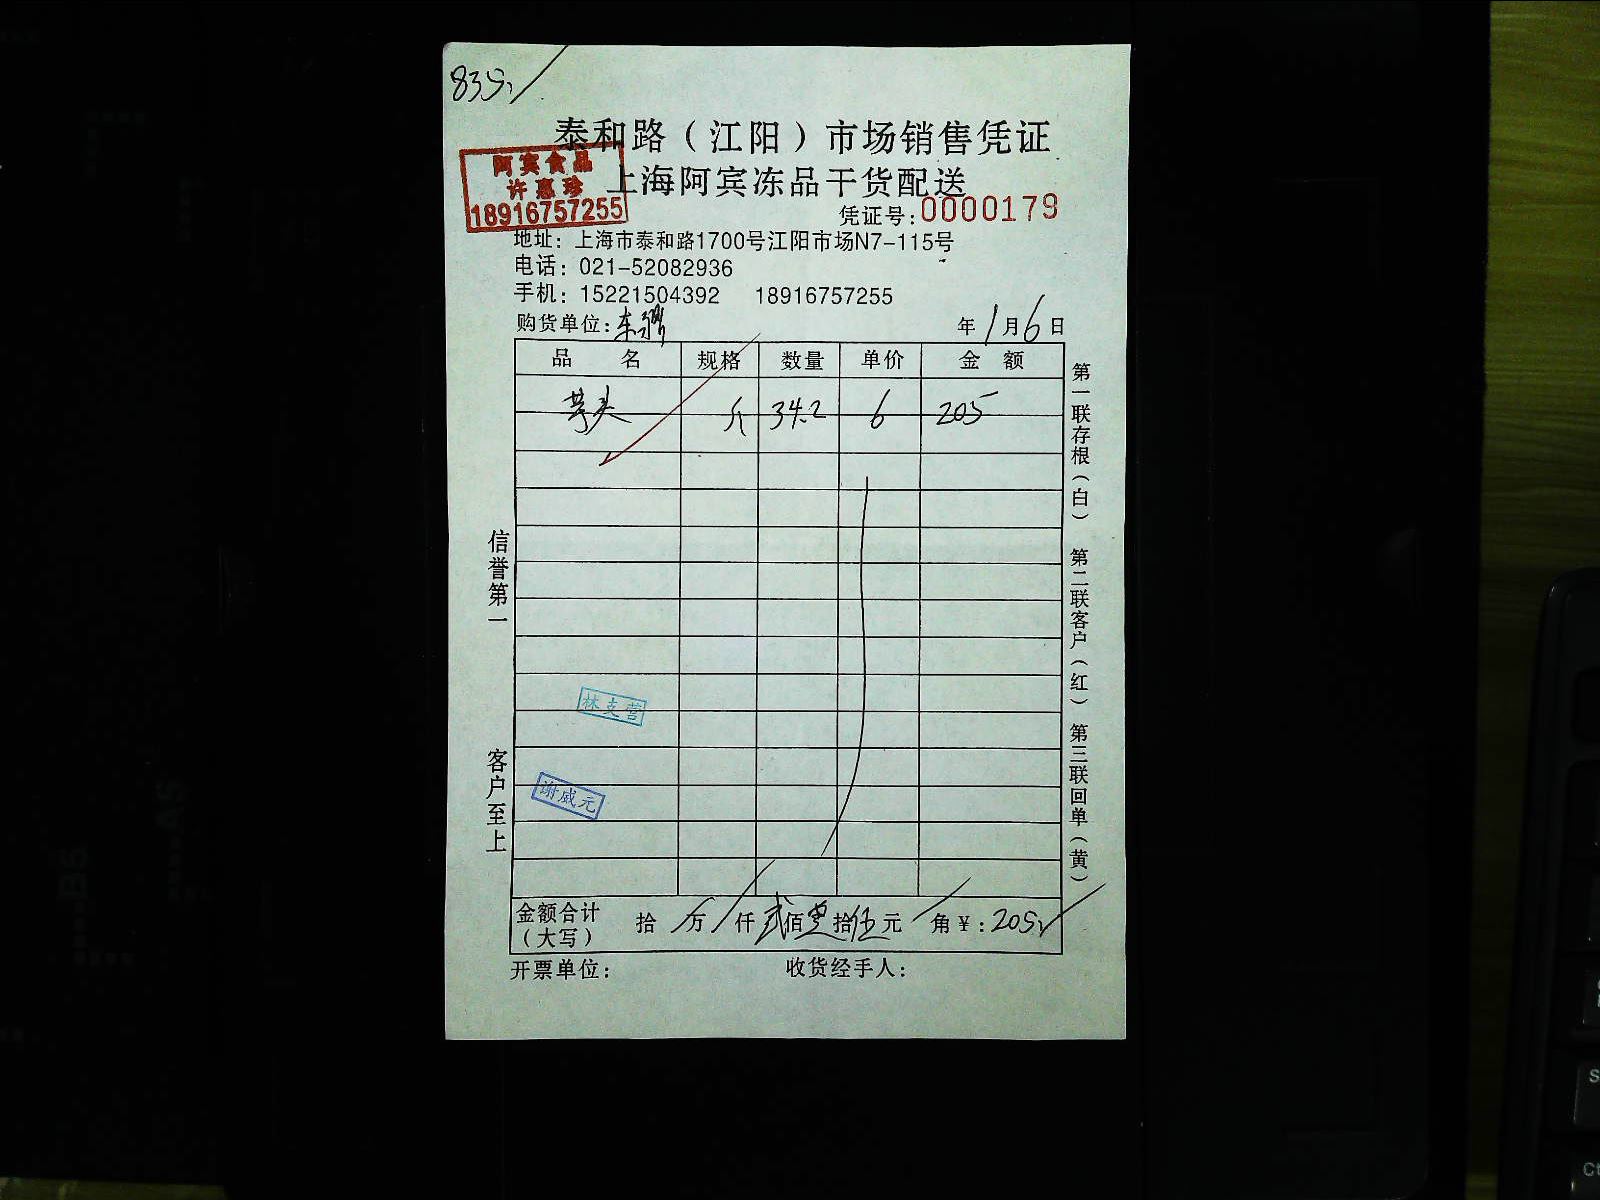 835
泰和路（江阳）市场销售凭证
阿宾食品
许惠珍
18916757255
上海阿宾冻品干货配送
凭证号：0000179
地址：上海市泰和路1700号江阳市场N7-115号
电话：021-52082936
手机：15221504392 18916757255
购货单位： 年1月6日
品名 规格 数量 单价 金额
芋头 斤 34.2 6 205
信誉第一
客户至上
第一联存根（白） 第二联客户（红） 第三联回单（黄）
林支营
谢威元
金额合计（大写） 拾 万 仟 贰佰壹拾伍元 角￥：205
开票单位： 收货经手人：